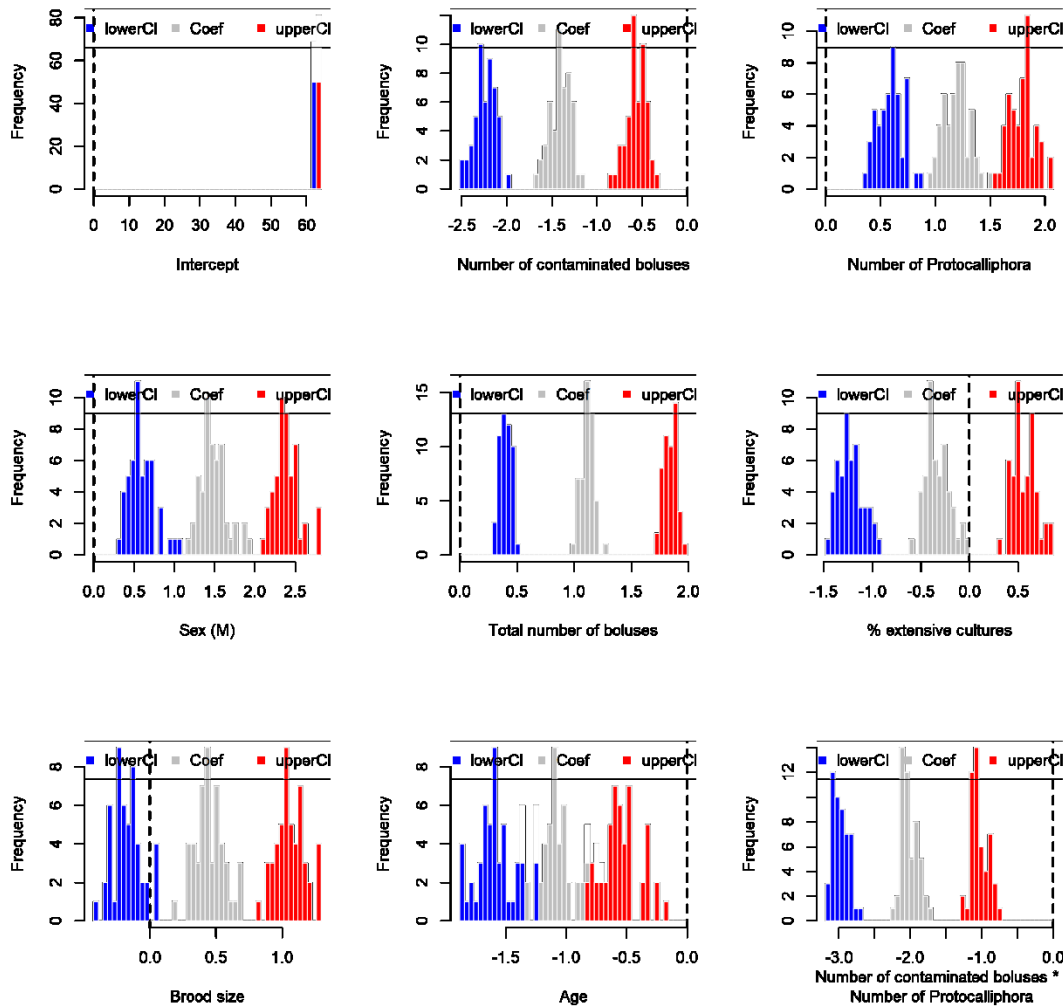 lowerCI Coef upperCI
Frequency
0 20 40 60 80
0 10 20 30 40 50 60
Intercept
lowerCI Coef upperCI
Frequency
0 2 4 6 8 10
-2.5 -2.0 -1.5 -1.0 -0.5 0.0
Number of contaminated boluses
lowerCI Coef upperCI
Frequency
0 2 4 6 8 10
0.0 0.5 1.0 1.5 2.0
Number of Protocalliphora
lowerCI Coef upperCI
Frequency
0 2 4 6 8 10
0.0 0.5 1.0 1.5 2.0 2.5
Sex (M)
lowerCI Coef upperCI
Frequency
0 5 10 15
0.0 0.5 1.0 1.5 2.0
Total number of boluses
lowerCI Coef upperCI
Frequency
0 2 4 6 8 10
-1.5 -1.0 -0.5 0.0 0.5
% extensive cultures
lowerCI Coef upperCI
Frequency
0 2 4 6 8
0.0 0.5 1.0
Brood size
lowerCI Coef upperCI
Frequency
0 2 4 6 8
-1.5 -1.0 -0.5 0.0
Age
lowerCI Coef upperCI
Frequency
0 2 4 6 8 12
-3.0 -2.0 -1.0 0.0
Number of contaminated boluses *
Number of Protocalliphora